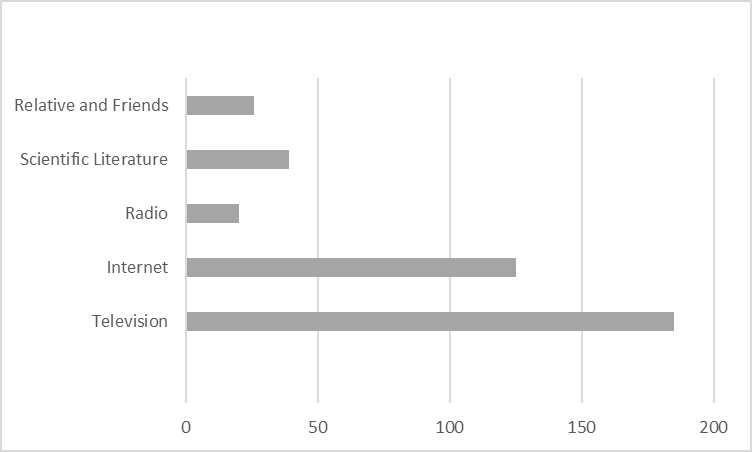 Relative and Friends
Scientific Literature
Radio
Internet
Television
0 50 100 150 200